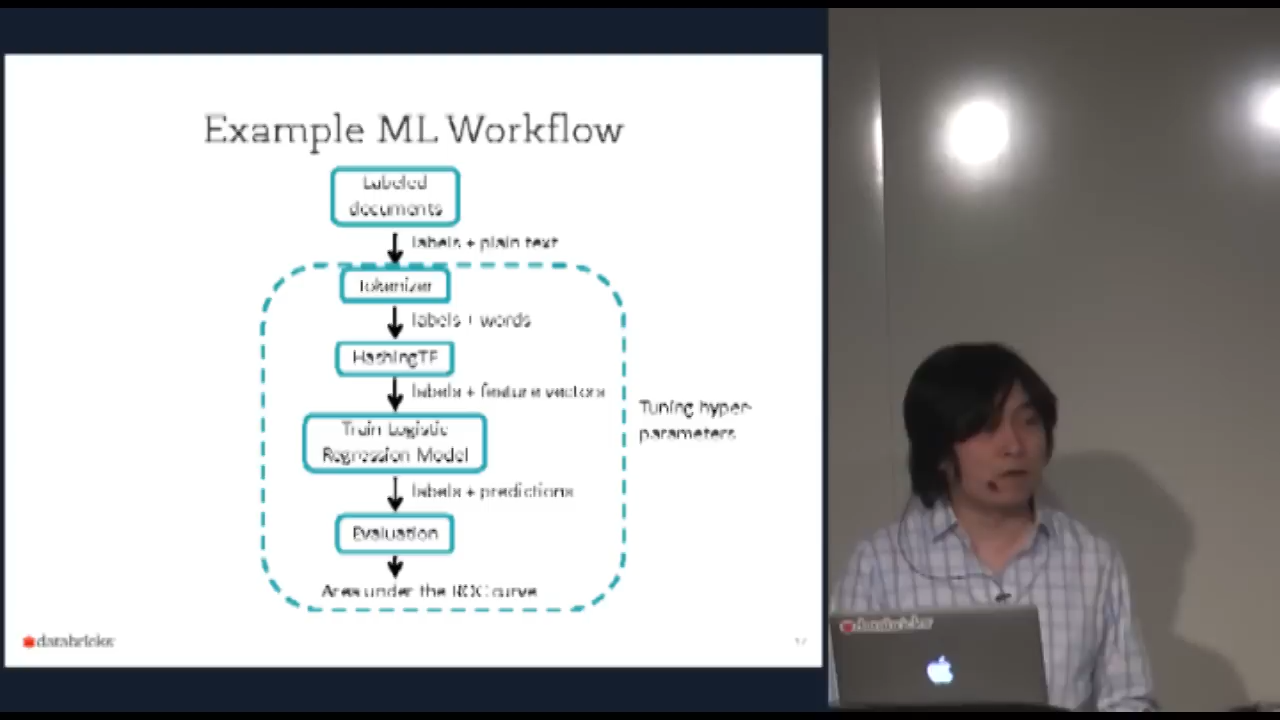 Example ML Workflow
Labeled
documents
labels + plain text
Tokenizer
labels + words
HashingTF
labels + feature vectors
Train Logistic
Regression Model
labels + predictions
Evaluation
Area under the ROC curve
Tuning hyper-
parameters
databricks
databricks